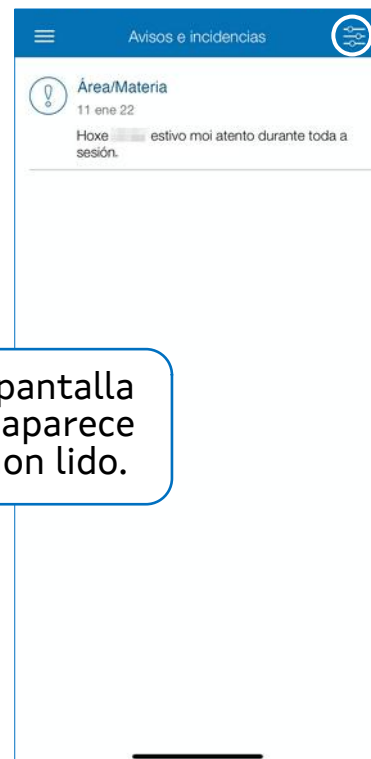 Avisos e incidencias
Área/Materia
11 ene 22
Hoxe estivo moi atento durante toda a
sesión.
pantalla
aparece
on lido.